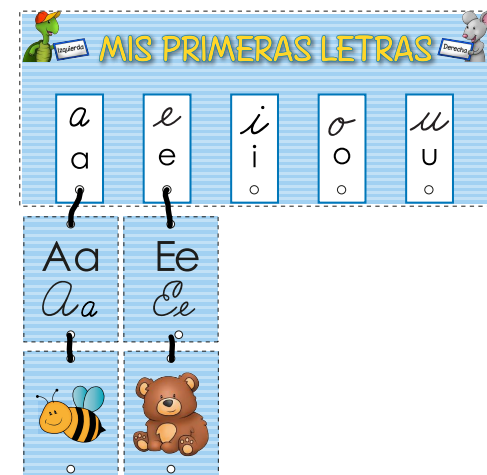 Izquierda
MIS PRIMERAS LETRAS
Derecha
a e i o u
a e i o u
Aa Ee
Aa Ee